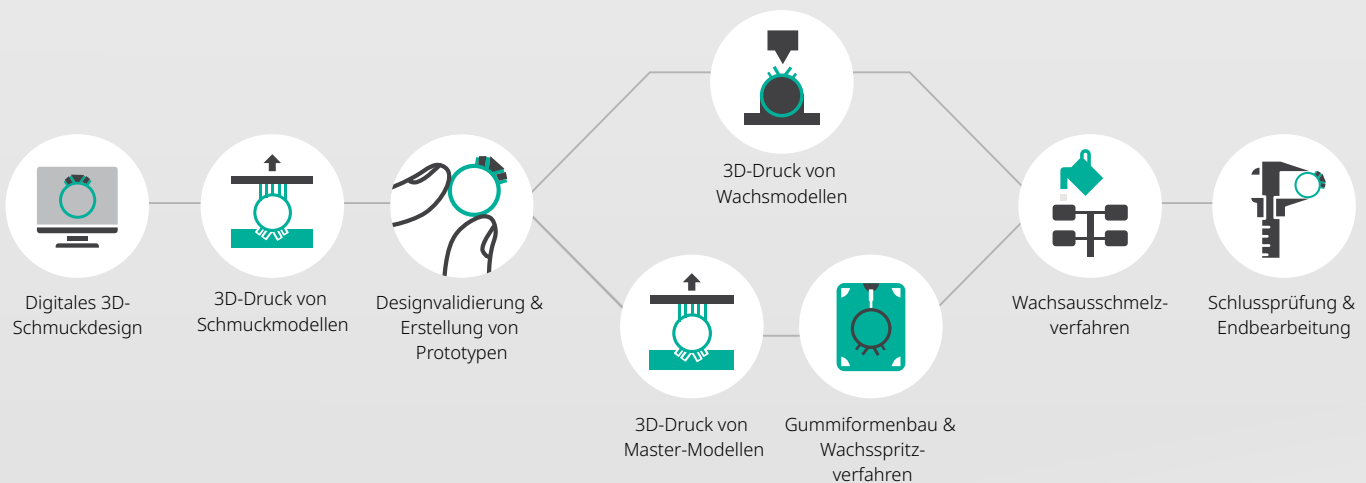 Digitales 3D-
Schmuckdesign
3D-Druck von
Schmuckmodellen
Designvalidierung &
Erstellung von
Prototypen
3D-Druck von
Wachsmodellen
3D-Druck von
Master-Modellen
Gummiformenbau &
Wachsspritz-
verfahren
Wachsausschmelz-
verfahren
Schlussprüfung &
Endbearbeitung